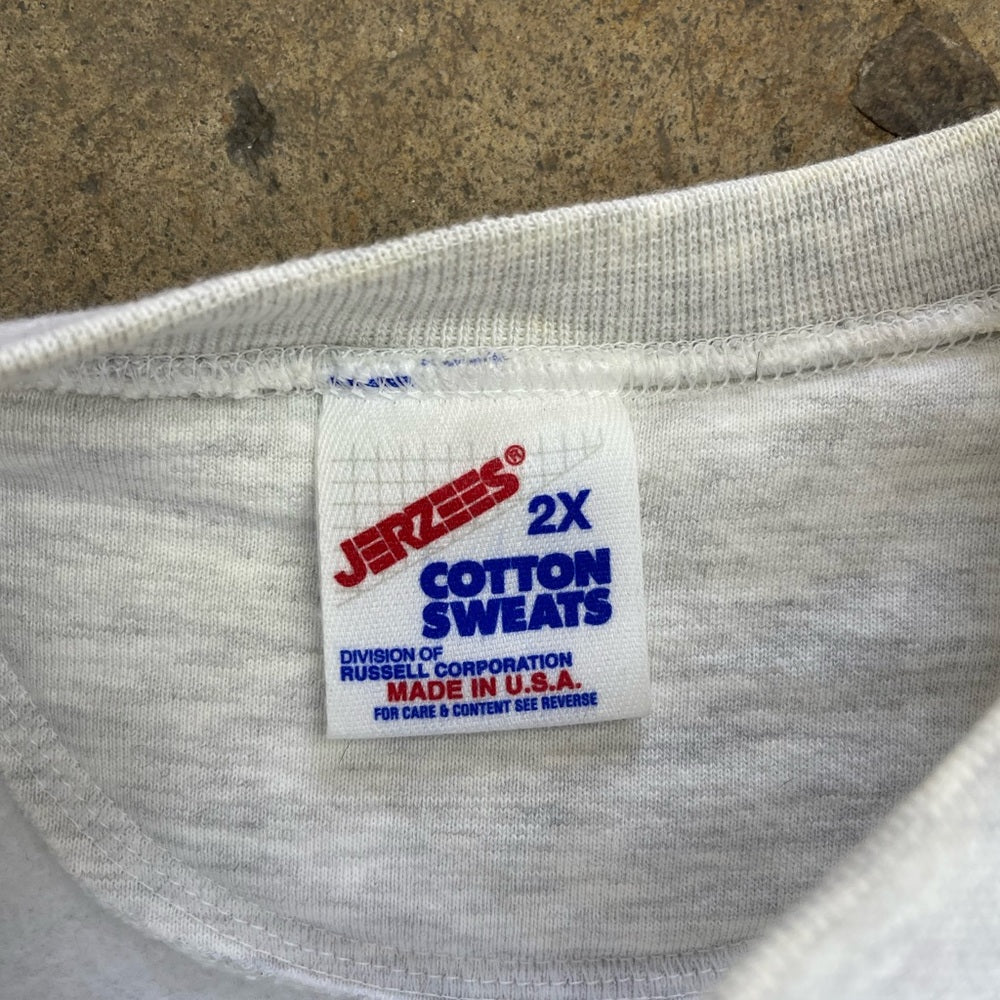 JERZEES®
2X
COTTON
SWEATS
DIVISION OF
RUSSELL CORPORATION
MADE IN U.S.A.
FOR CARE & CONTENT SEE REVERSE